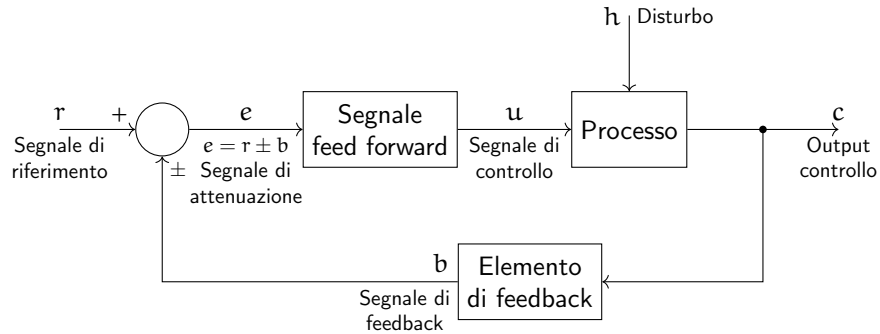 h Disturbo
r
+
Segnale di
riferimento
e
e = r ± b
Segnale di
attenuazione
±
Segnale
feed forward
u
Segnale di
controllo
Processo
c
Output
controllo
b
Segnale di
feedback
Elemento
di feedback